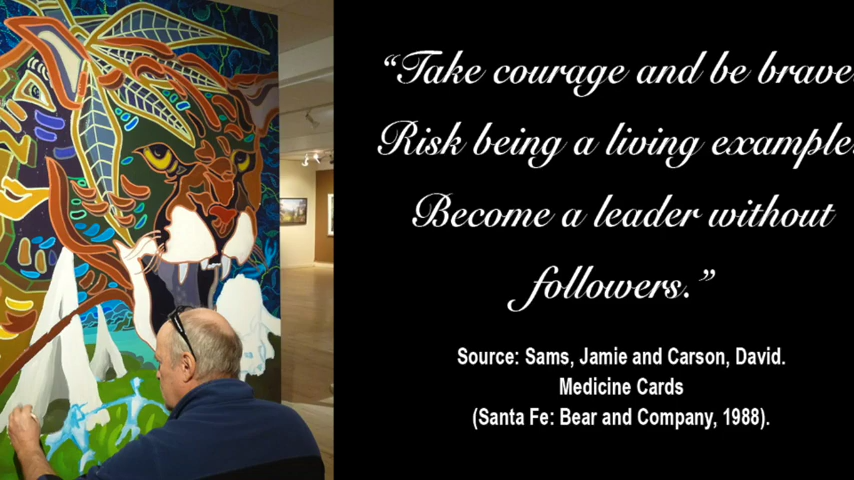 “Take courage and be brave
Risk being a living example
Become a leader without
followers.”
Source: Sams, Jamie and Carson, David.
Medicine Cards
(Santa Fe: Bear and Company, 1988).